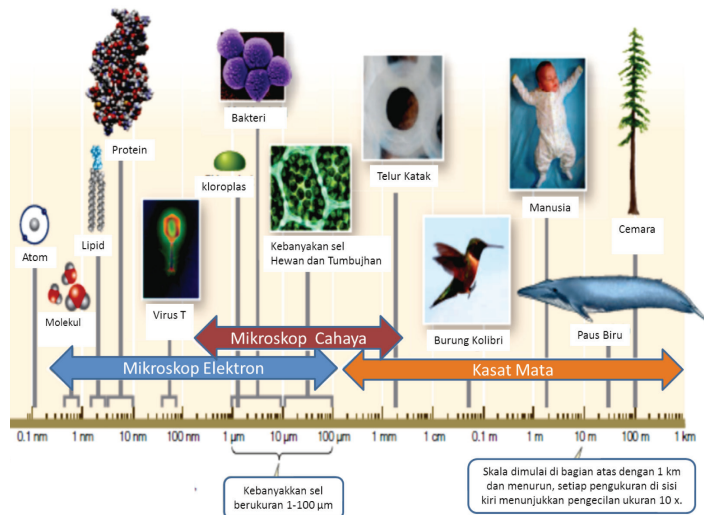 Protein
Bakteri
kloroplas
Telur Katak
Manusia
Cemara
Atom
Lipid
Kebanyakan sel
Hewan dan Tumbujhan
Molekul
Virus T
Burung Kolibri
Paus Biru
Mikroskop Cahaya
Mikroskop Elektron
Kasat Mata
0.1 nm 1 nm 10 nm 100 nm 1 µm 10 µm 100 µm 1 mm 1 cm 0.1 m 1 m 10 m 100 m 1 km
Kebanyakkan sel
berukuran 1-100 µm
Skala dimulai di bagian atas dengan 1 km
dan menurun, setiap pengukuran di sisi
kiri menunjukkan pengecilan ukuran 10 x.